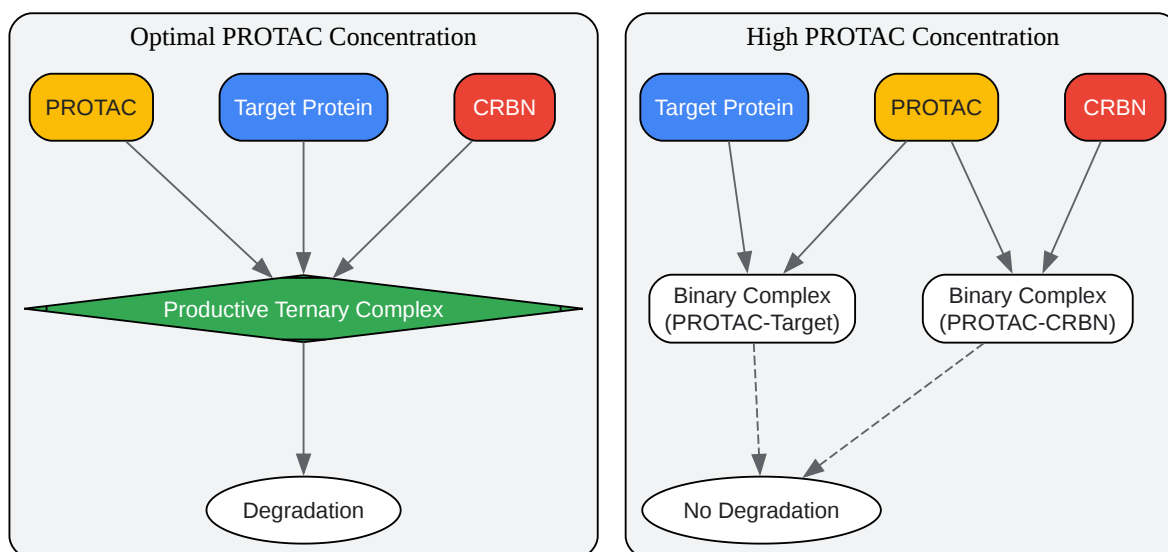 Optimal PROTAC Concentration
PROTAC
Target Protein
CRBN
Productive Ternary Complex
Degradation
High PROTAC Concentration
Target Protein
PROTAC
CRBN
Binary Complex
(PROTAC-Target)
Binary Complex
(PROTAC-CRBN)
No Degradation